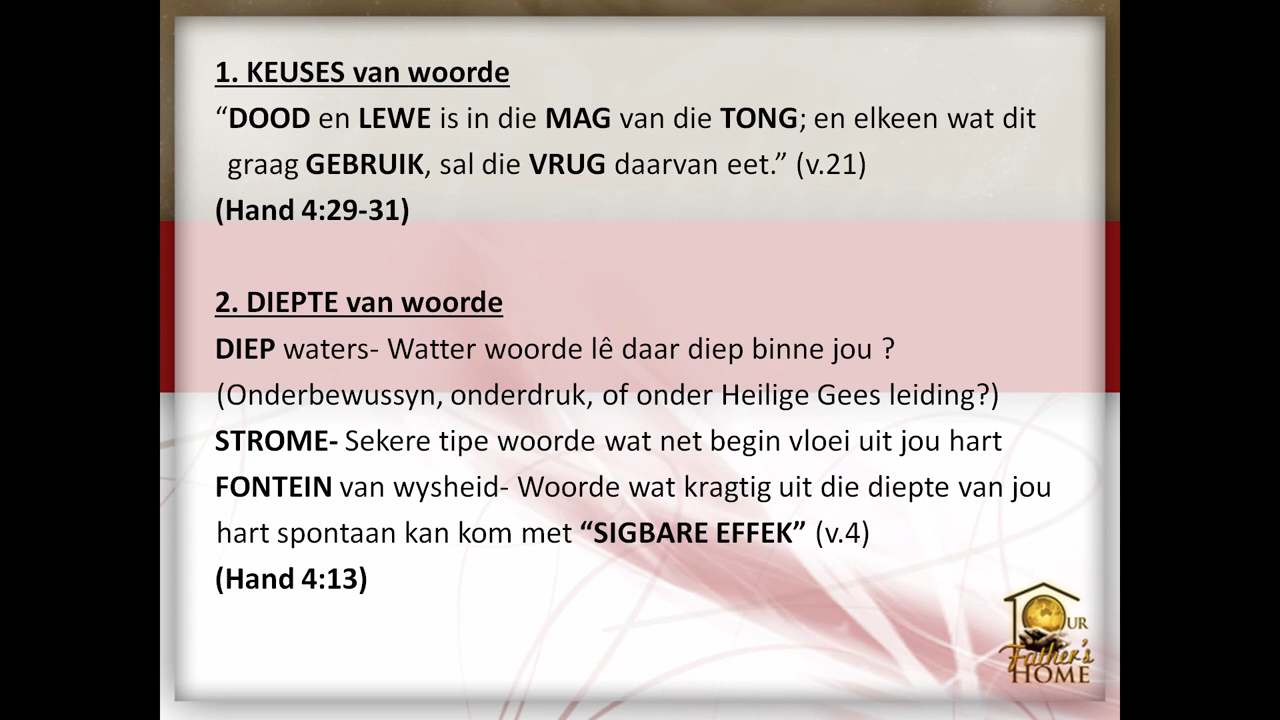 1. KEUSES van woorde
“DOOD en LEWE is in die MAG van die TONG; en elkeen wat dit
graag GEBRUIK, sal die VRUG daarvan eet.” (v.21)
(Hand 4:29-31)
2. DIEPTE van woorde
DIEP waters- Watter woorde lê daar diep binne jou ?
(Onderbewussyn, onderdruk, of onder Heilige Gees leiding?)
STROME- Sekere tipe woorde wat net begin vloei uit jou hart
FONTEIN van wysheid- Woorde wat kragtig uit die diepte van jou
hart spontaan kan kom met “SIGBARE EFFEK” (v.4)
(Hand 4:13)
OUR
Father's
HOME